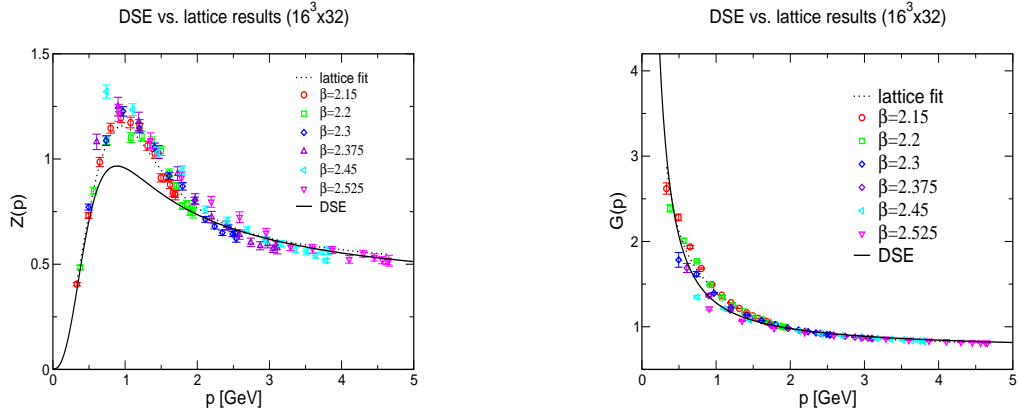 DSE vs. lattice results (16³x32)
1.5
1
0.5
0
Z(p)
lattice fit
β=2.15
β=2.2
β=2.3
β=2.375
β=2.45
β=2.525
DSE
0 1 2 3 4 5
p [GeV]
DSE vs. lattice results (16³x32)
4
3
2
1
G(p)
lattice fit
β=2.15
β=2.2
β=2.3
β=2.375
β=2.45
β=2.525
DSE
0 1 2 3 4 5
p [GeV]